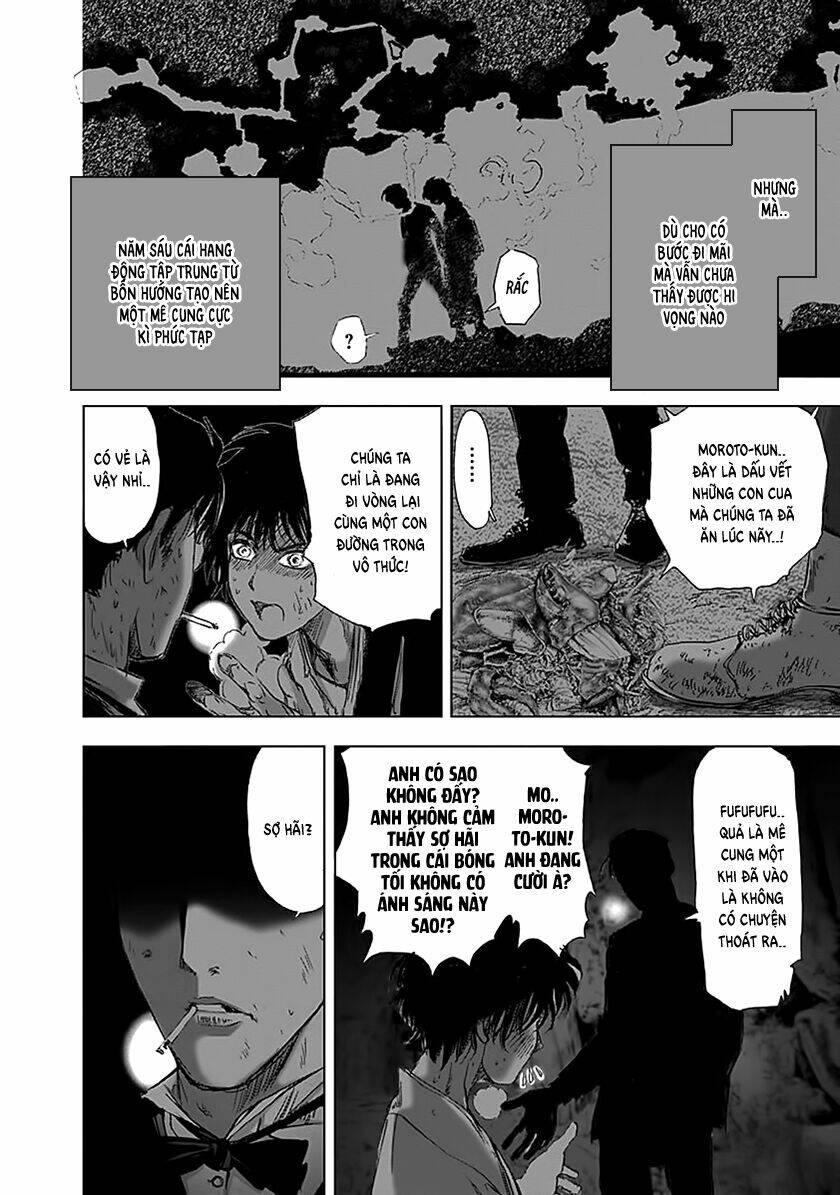 NHƯNG
MÀ..
DÙ CHO CÓ
BƯỚC ĐI MÃI
MÀ VẪN CHƯA
THẤY ĐƯỢC HI
VỌNG NÀO
RẮC
?
NĂM SÁU CÁI HANG
ĐỘNG TẬP TRUNG TỪ
BỐN HƯỚNG TẠO NÊN
MỘT MÊ CUNG CỰC
KÌ PHỨC TẠP
MOROTO-KUN..
ĐÂY LÀ DẤU VẾT
NHỮNG CON CUA
MÀ CHÚNG TA ĐÃ
ĂN LÚC NÃY..!
........
CHÚNG TA
CHỈ LÀ ĐANG
ĐI VÒNG LẠI
CÙNG MỘT CON
ĐƯỜNG TRONG
VÔ THỨC!
CÓ VẺ LÀ
VẬY NHỈ..
FUFUFUFU..
QUẢ LÀ MÊ
CUNG MỘT
KHI ĐÃ VÀO
LÀ KHÔNG
CÓ CHUYỆN
THOÁT RA..
MO..
MORO-
TO-KUN!
ANH ĐANG
CƯỜI À?
ANH CÓ SAO
KHÔNG ĐẤY?
ANH KHÔNG CẢM
THẤY SỢ HÃI
TRONG CÁI BÓNG
TỐI KHÔNG CÓ
ÁNH SÁNG NÀY
SAO!?
SỢ HÃI?